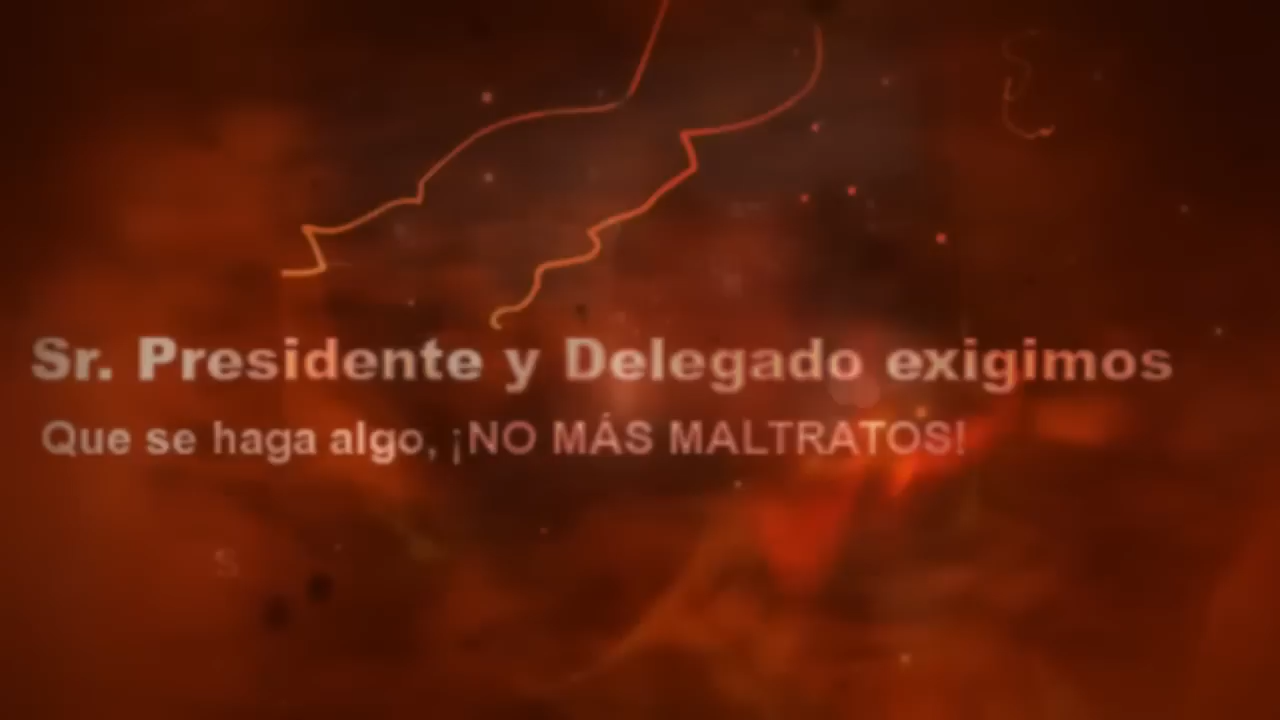 Sr. Presidente y Delegado exigimos
Que se haga algo, ¡NO MÁS MALTRATOS!